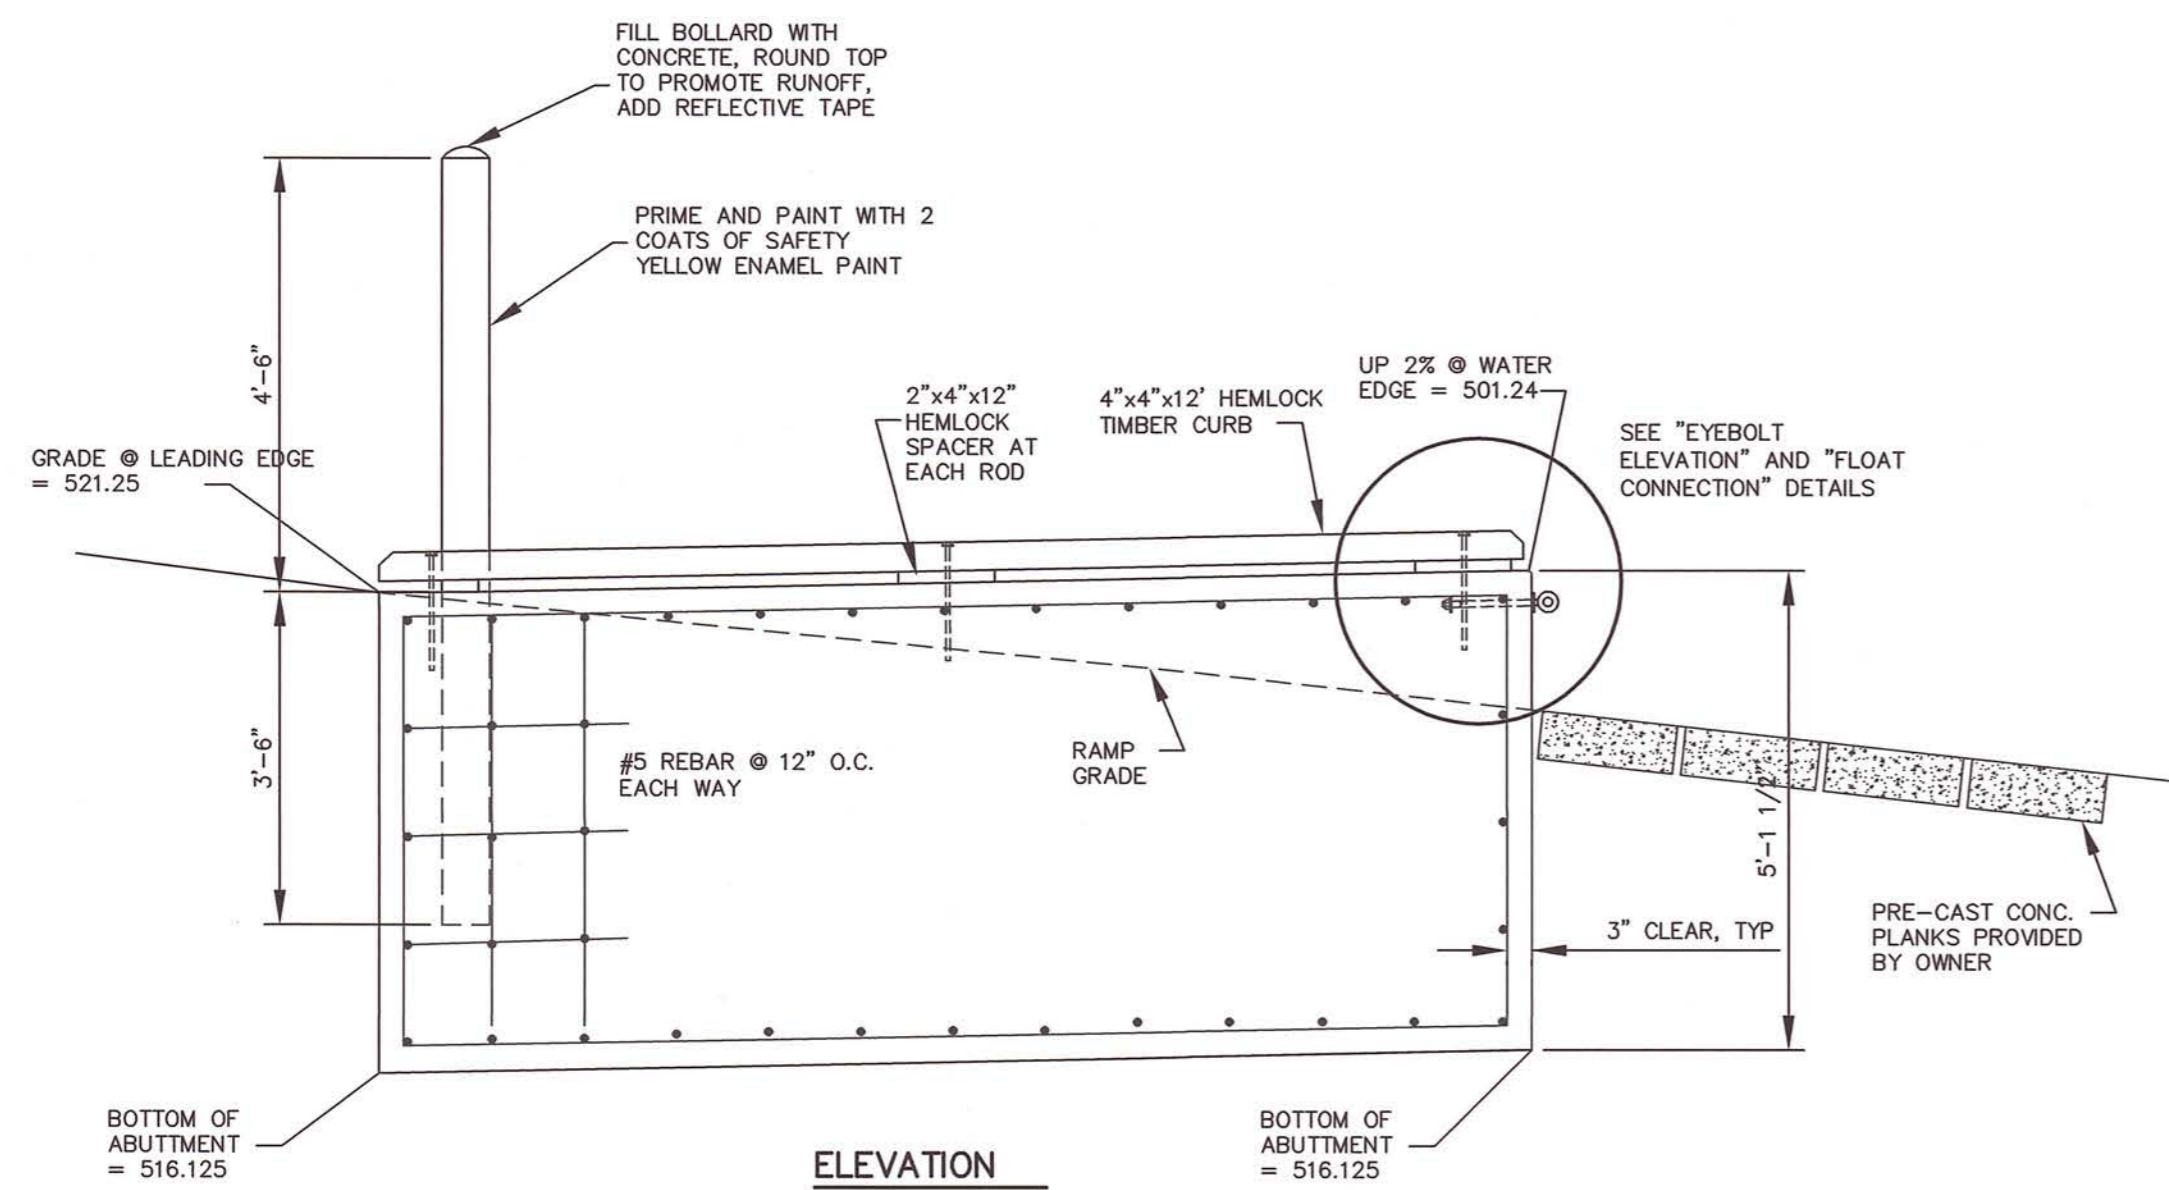 FILL BOLLARD WITH
CONCRETE, ROUND TOP
TO PROMOTE RUNOFF,
ADD REFLECTIVE TAPE
PRIME AND PAINT WITH 2
COATS OF SAFETY
YELLOW ENAMEL PAINT
4'-6"
GRADE @ LEADING EDGE
= 521.25
2"x4"x12"
HEMLOCK
SPACER AT
EACH ROD
4"x4"x12' HEMLOCK
TIMBER CURB
UP 2% @ WATER
EDGE = 501.24
SEE "EYEBOLT
ELEVATION" AND "FLOAT
CONNECTION" DETAILS
3'-6"
#5 REBAR @ 12" O.C.
EACH WAY
RAMP
GRADE
5'-1 1/2"
3" CLEAR, TYP
PRE-CAST CONC.
PLANKS PROVIDED
BY OWNER
BOTTOM OF
ABUTTMENT
= 516.125
BOTTOM OF
ABUTTMENT
= 516.125
ELEVATION